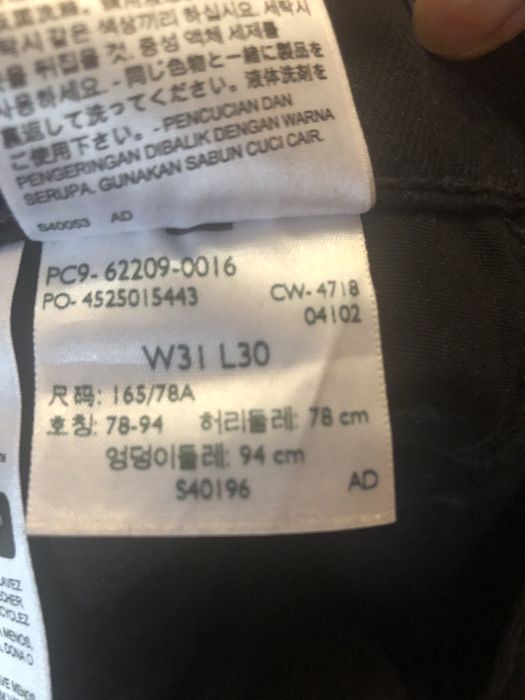 시 같은 색상끼리 하십시오. 세탁시
뒤집을 것. 중성 액체 세제를
사용하세요. - 同じ色物と一緒に製品を
裏返して洗ってください。液体洗剤を
ご使用下さい。- PENCUCIAN DAN
PENGERINGAN DIBALIK DENGAN WARNA
SERUPA. GUNAKAN SABUN CUCI CAIR.
S40053 AD
PC9- 62209-0016
PO- 4525015443 CW- 4718
04102
W31 L30
尺码: 165/78A
호칭: 78-94 허리둘레: 78 cm
엉덩이둘레: 94 cm
S40196 AD
LAVEZ
MENOS,
DONA O